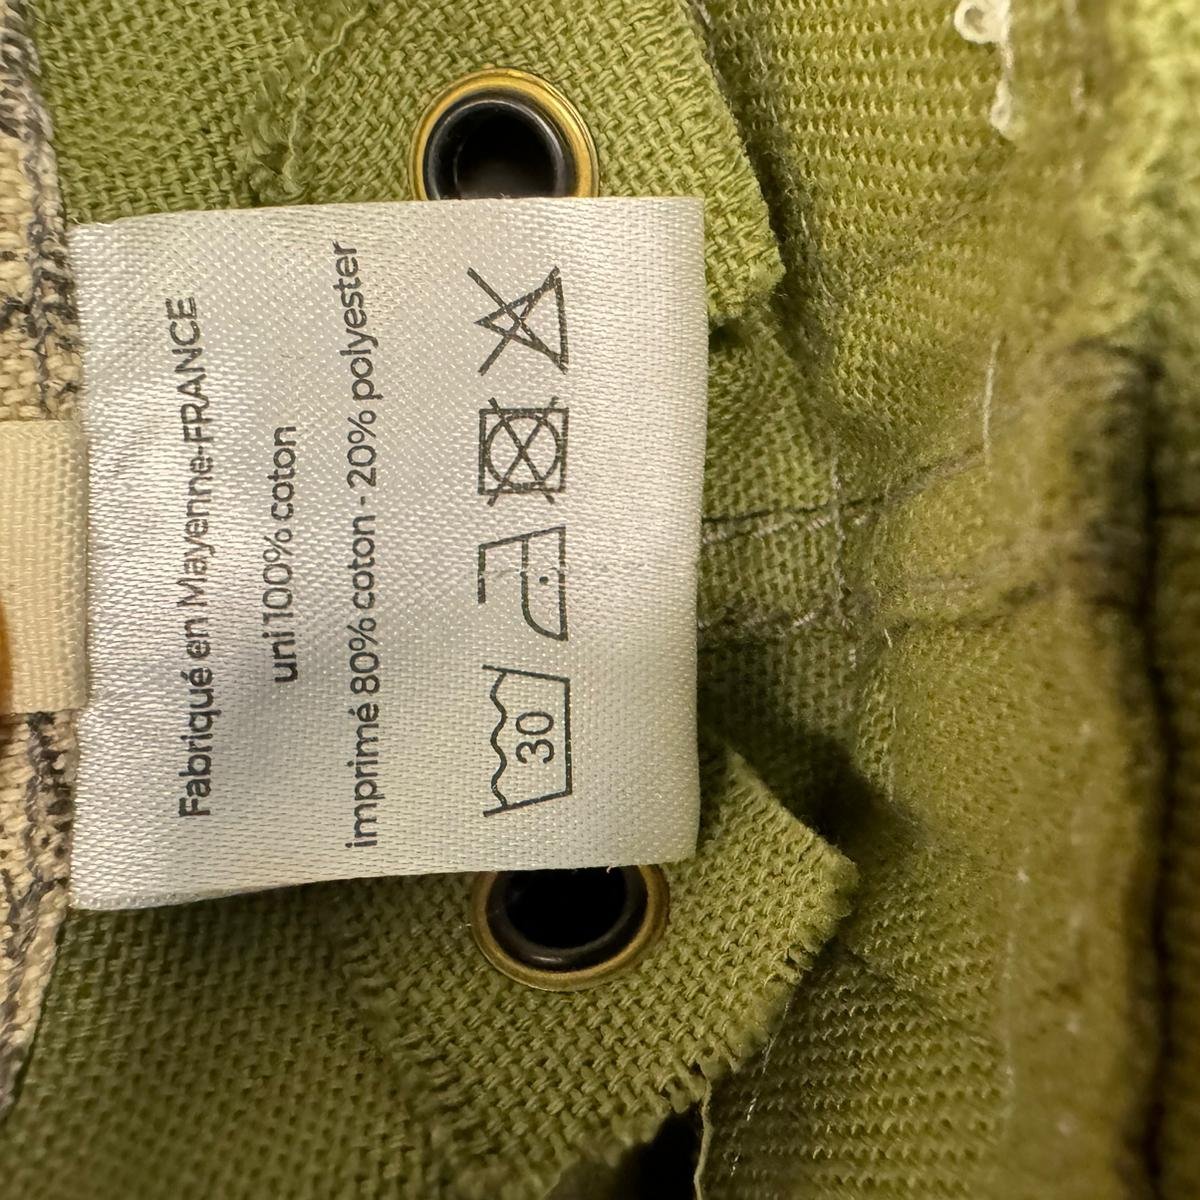 Fabriqué en Mayenne-FRANCE
uni 100% coton
imprimé 80% coton - 20% polyester
30